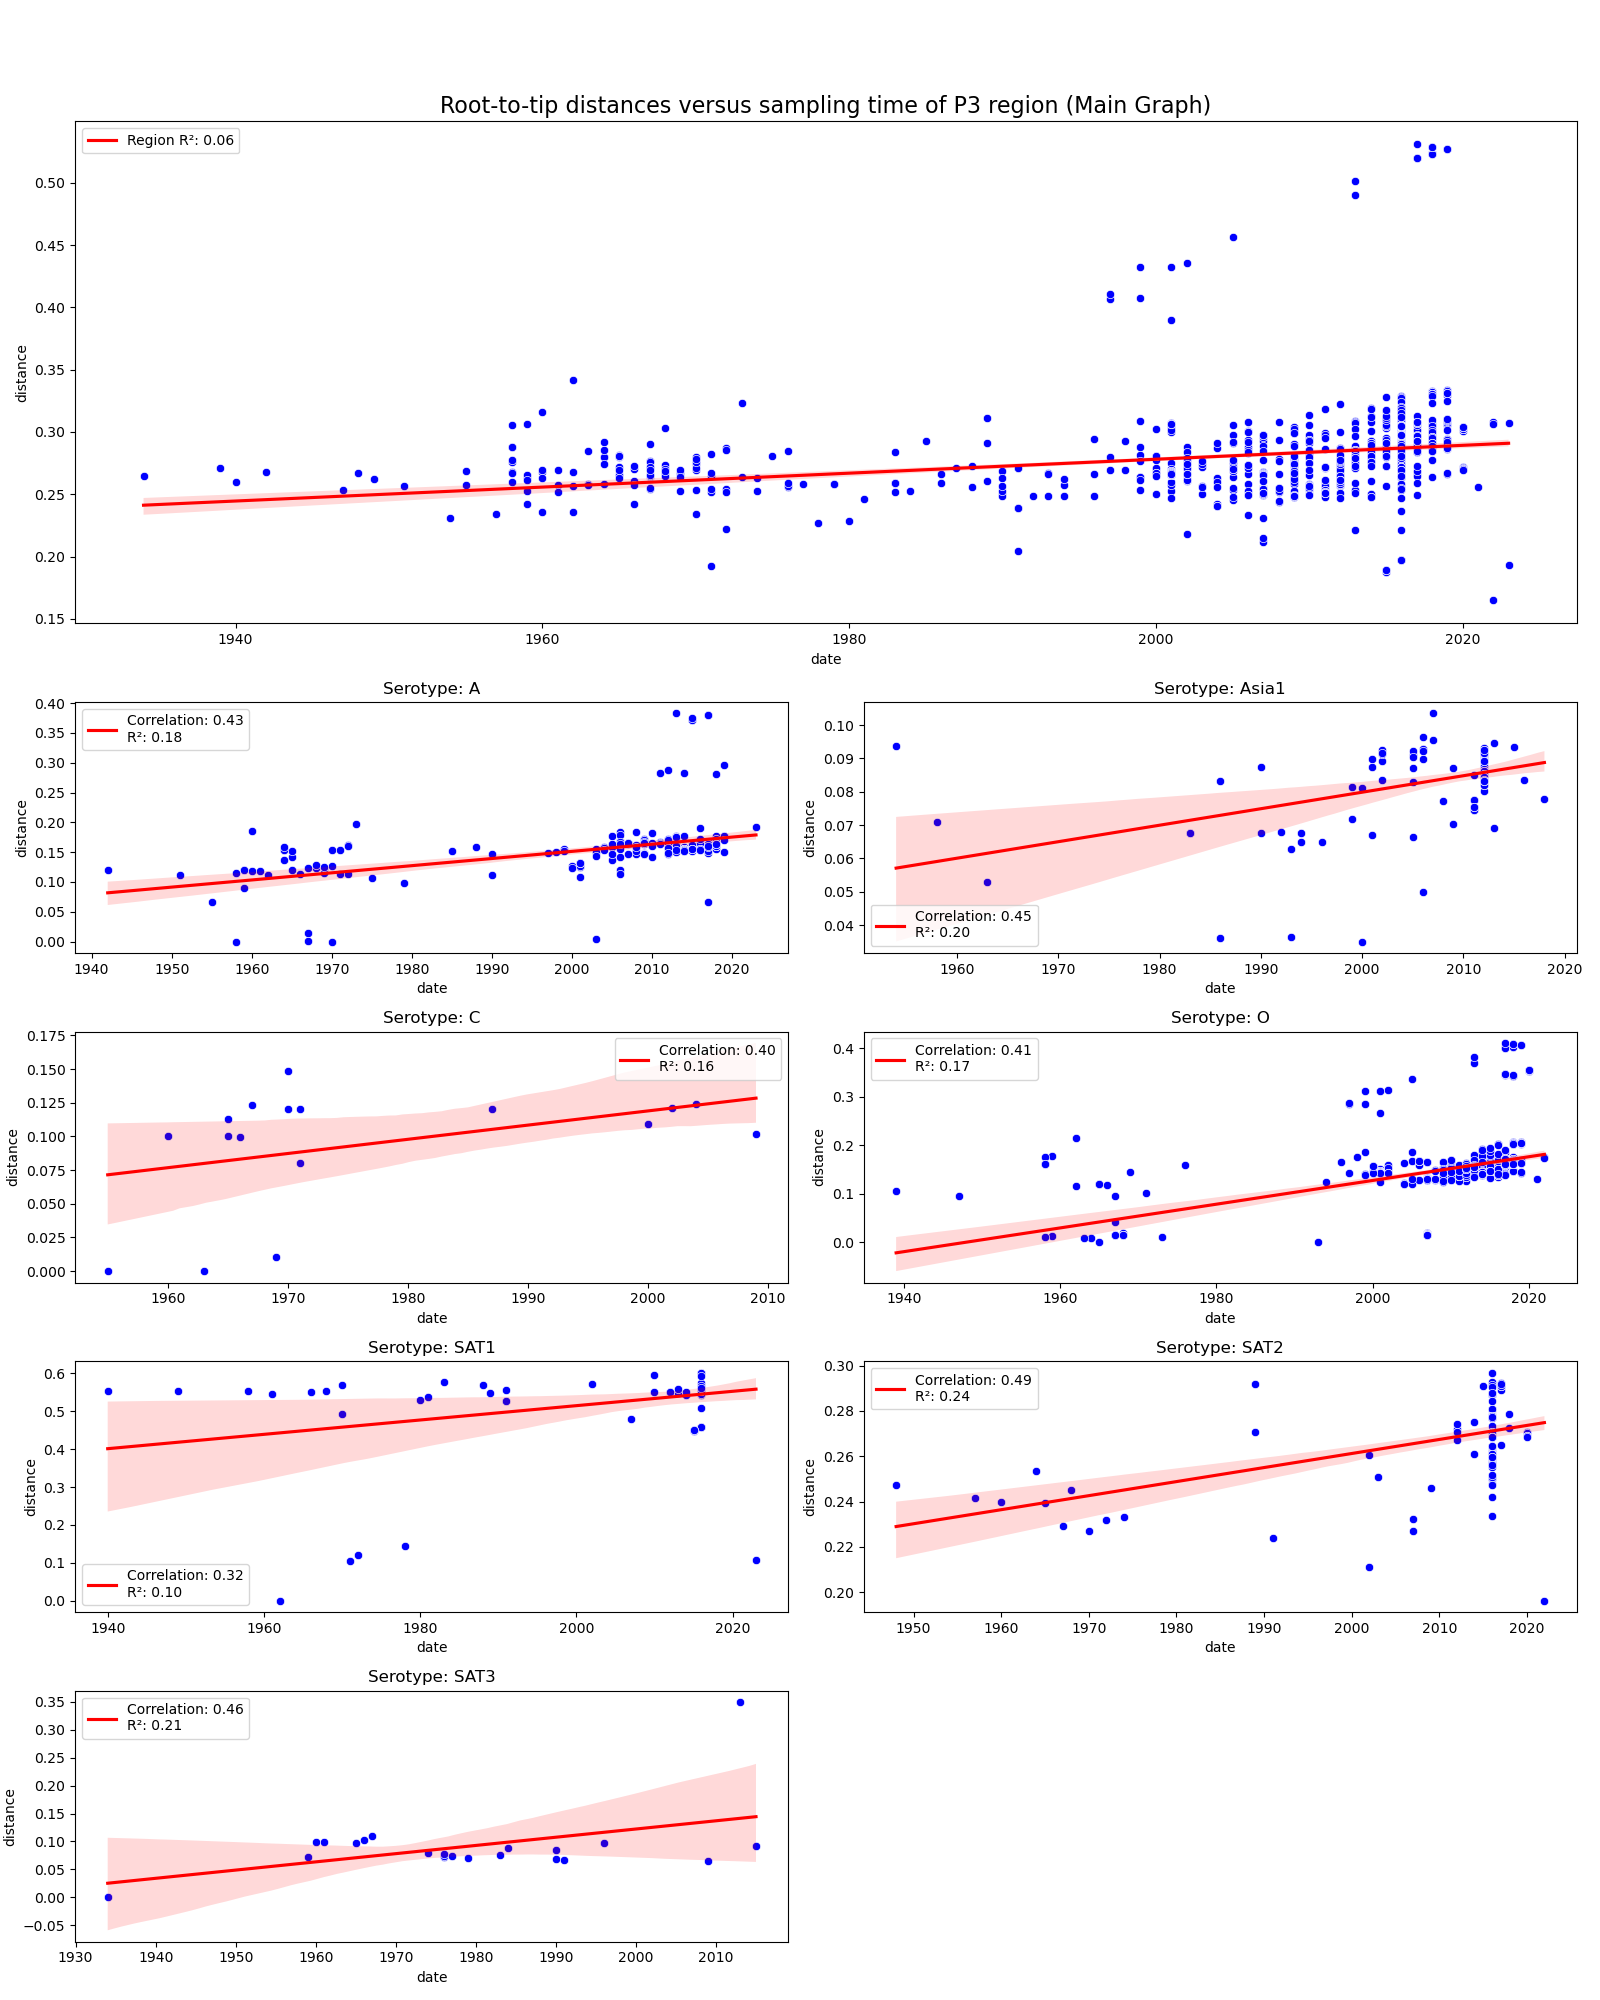 Root-to-tip distances versus sampling time of P3 region (Main Graph)
Region R²: 0.06
0.50
0.45
0.40
0.35
0.30
0.25
0.20
0.15
distance
1940 1960 1980 2000 2020
date
Serotype: A
Correlation: 0.43
R²: 0.18
0.40
0.35
0.30
0.25
0.20
0.15
0.10
0.05
0.00
distance
1940 1950 1960 1970 1980 1990 2000 2010 2020
date
Serotype: Asia1
0.10
0.09
0.08
0.07
0.06
0.05
0.04
distance
Correlation: 0.45
R²: 0.20
1960 1970 1980 1990 2000 2010 2020
date
Serotype: C
Correlation: 0.40
R²: 0.16
0.175
0.150
0.125
0.100
0.075
0.050
0.025
0.000
distance
1960 1970 1980 1990 2000 2010
date
Serotype: O
Correlation: 0.41
R²: 0.17
0.4
0.3
0.2
0.1
0.0
distance
1940 1960 1980 2000 2020
date
Serotype: SAT1
0.6
0.5
0.4
0.3
0.2
0.1
0.0
distance
Correlation: 0.32
R²: 0.10
1940 1960 1980 2000 2020
date
Serotype: SAT2
Correlation: 0.49
R²: 0.24
0.30
0.28
0.26
0.24
0.22
0.20
distance
1950 1960 1970 1980 1990 2000 2010 2020
date
Serotype: SAT3
Correlation: 0.46
R²: 0.21
0.35
0.30
0.25
0.20
0.15
0.10
0.05
0.00
−0.05
distance
1930 1940 1950 1960 1970 1980 1990 2000 2010
date